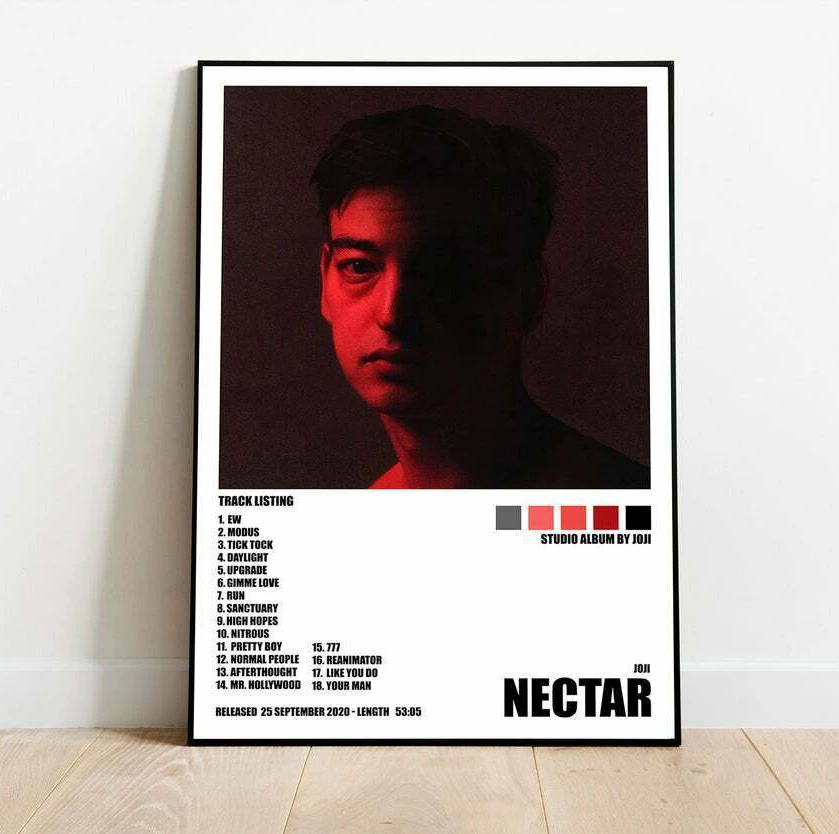 TRACK LISTING
1. EW
2. MODUS
3. TICK TOCK
4. DAYLIGHT
5. UPGRADE
6. GIMME LOVE
7. RUN
8. SANCTUARY
9. HIGH HOPES
10. NITROUS
11. PRETTY BOY
12. NORMAL PEOPLE
13. AFTERTHOUGHT
14. MR. HOLLYWOOD
15. 777
16. REANIMATOR
17. LIKE YOU DO
18. YOUR MAN
RELEASED 25 SEPTEMBER 2020 - LENGTH 53:05
STUDIO ALBUM BY JOJI
JOJI
NECTAR